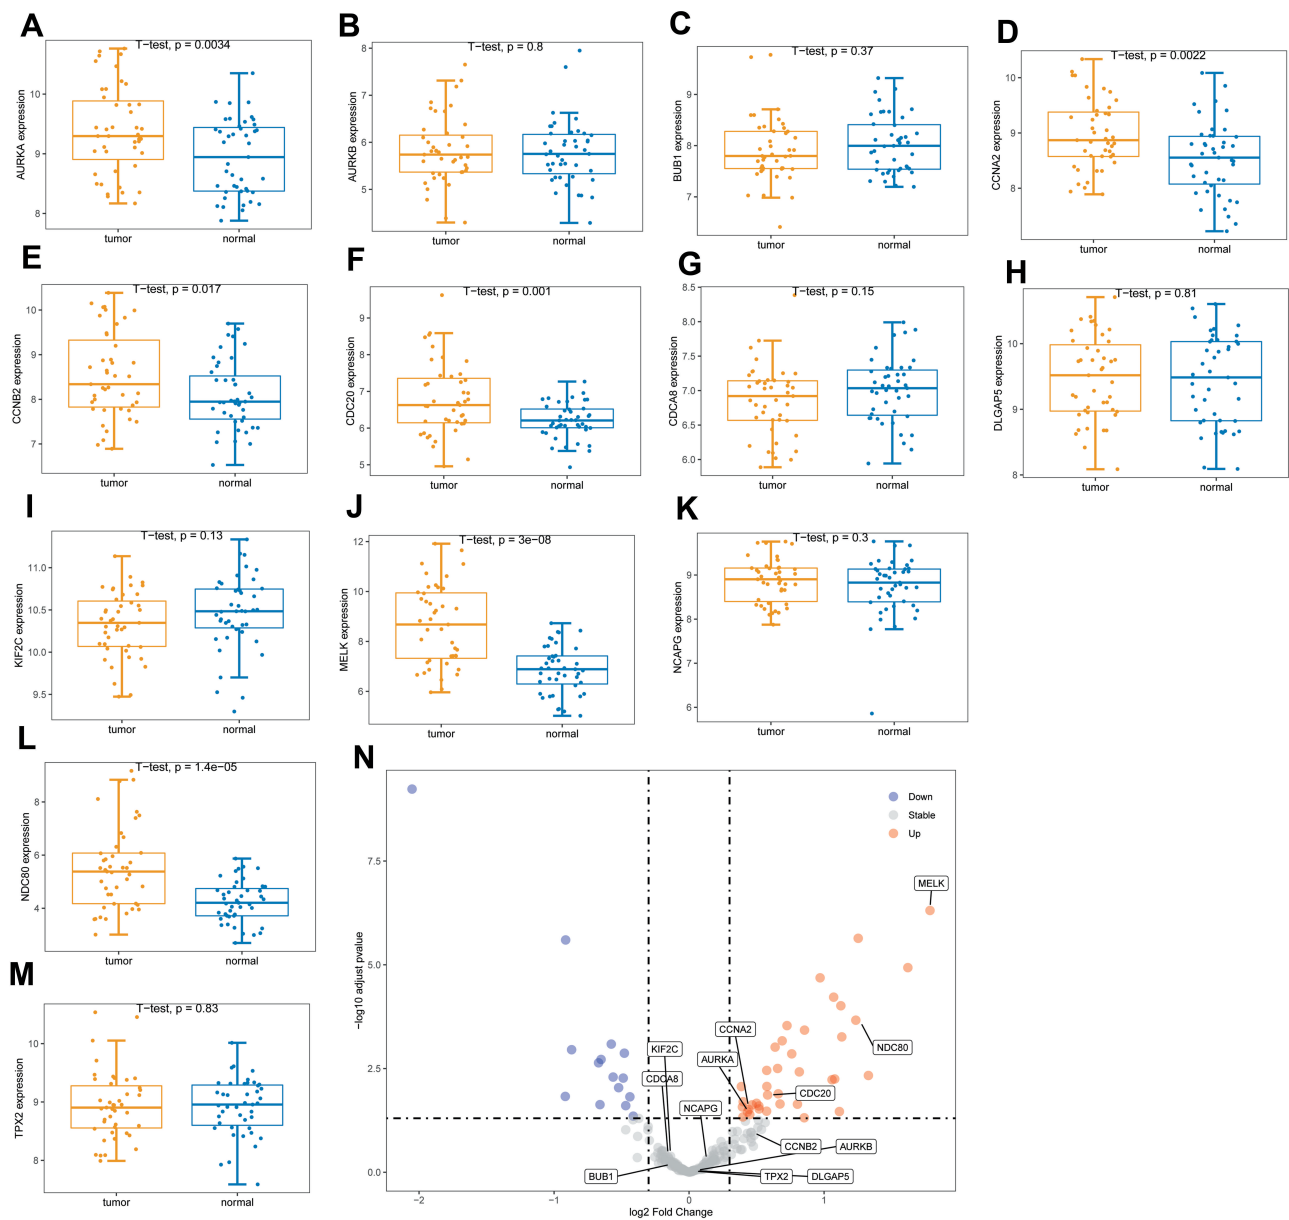 A
T-test, p = 0.0034
AURKA expression
10
9
8
tumor
normal
B
T-test, p = 0.8
AURKB expression
8
7
6
5
tumor
normal
C
T-test, p = 0.37
BUB1 expression
9
8
7
tumor
normal
D
T-test, p = 0.0022
CCNA2 expression
10
9
8
tumor
normal
E
T-test, p = 0.017
CCNB2 expression
10
9
8
7
tumor
normal
F
T-test, p = 0.001
CDC20 expression
9
8
7
6
5
tumor
normal
G
T-test, p = 0.15
CDCA8 expression
8.5
8.0
7.5
7.0
6.5
6.0
tumor
normal
H
T-test, p = 0.81
DLGAP5 expression
10
9
8
tumor
normal
I
T-test, p = 0.13
KIF2C expression
11.0
10.5
10.0
9.5
tumor
normal
J
T-test, p = 3e-08
MELK expression
12
10
8
6
tumor
normal
K
T-test, p = 0.3
NCAPG expression
9
8
7
6
tumor
normal
L
T-test, p = 1.4e-05
NDC80 expression
8
6
4
tumor
normal
M
T-test, p = 0.83
TPX2 expression
10
9
8
tumor
normal
N
Down
Stable
Up
-log10 adjust pvalue
7.5
5.0
2.5
0.0
MELK
CCNA2
NDC80
KIF2C
AURKA
CDCA8
CDC20
NCAPG
CCNB2
AURKB
BUB1
TPX2
DLGAP5
-2
-1
0
1
log2 Fold Change